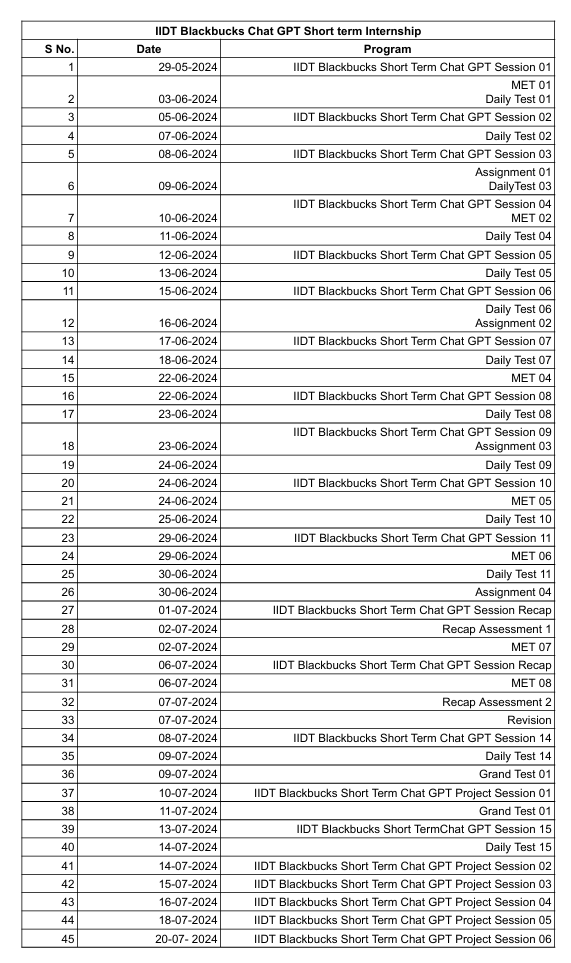 IIDT Blackbucks Chat GPT Short term Internship
S No. Date Program
1 29-05-2024 IIDT Blackbucks Short Term Chat GPT Session 01
MET 01
2 03-06-2024 Daily Test 01
3 05-06-2024 IIDT Blackbucks Short Term Chat GPT Session 02
4 07-06-2024 Daily Test 02
5 08-06-2024 IIDT Blackbucks Short Term Chat GPT Session 03
Assignment 01
6 09-06-2024 DailyTest 03
IIDT Blackbucks Short Term Chat GPT Session 04
7 10-06-2024 MET 02
8 11-06-2024 Daily Test 04
9 12-06-2024 IIDT Blackbucks Short Term Chat GPT Session 05
10 13-06-2024 Daily Test 05
11 15-06-2024 IIDT Blackbucks Short Term Chat GPT Session 06
Daily Test 06
12 16-06-2024 Assignment 02
13 17-06-2024 IIDT Blackbucks Short Term Chat GPT Session 07
14 18-06-2024 Daily Test 07
15 22-06-2024 MET 04
16 22-06-2024 IIDT Blackbucks Short Term Chat GPT Session 08
17 23-06-2024 Daily Test 08
IIDT Blackbucks Short Term Chat GPT Session 09
18 23-06-2024 Assignment 03
19 24-06-2024 Daily Test 09
20 24-06-2024 IIDT Blackbucks Short Term Chat GPT Session 10
21 24-06-2024 MET 05
22 25-06-2024 Daily Test 10
23 29-06-2024 IIDT Blackbucks Short Term Chat GPT Session 11
24 29-06-2024 MET 06
25 30-06-2024 Daily Test 11
26 30-06-2024 Assignment 04
27 01-07-2024 IIDT Blackbucks Short Term Chat GPT Session Recap
28 02-07-2024 Recap Assessment 1
29 02-07-2024 MET 07
30 06-07-2024 IIDT Blackbucks Short Term Chat GPT Session Recap
31 06-07-2024 MET 08
32 07-07-2024 Recap Assessment 2
33 07-07-2024 Revision
34 08-07-2024 IIDT Blackbucks Short Term Chat GPT Session 14
35 09-07-2024 Daily Test 14
36 09-07-2024 Grand Test 01
37 10-07-2024 IIDT Blackbucks Short Term Chat GPT Project Session 01
38 11-07-2024 Grand Test 01
39 13-07-2024 IIDT Blackbucks Short TermChat GPT Session 15
40 14-07-2024 Daily Test 15
41 14-07-2024 IIDT Blackbucks Short Term Chat GPT Project Session 02
42 15-07-2024 IIDT Blackbucks Short Term Chat GPT Project Session 03
43 16-07-2024 IIDT Blackbucks Short Term Chat GPT Project Session 04
44 18-07-2024 IIDT Blackbucks Short Term Chat GPT Project Session 05
45 20-07- 2024 IIDT Blackbucks Short Term Chat GPT Project Session 06